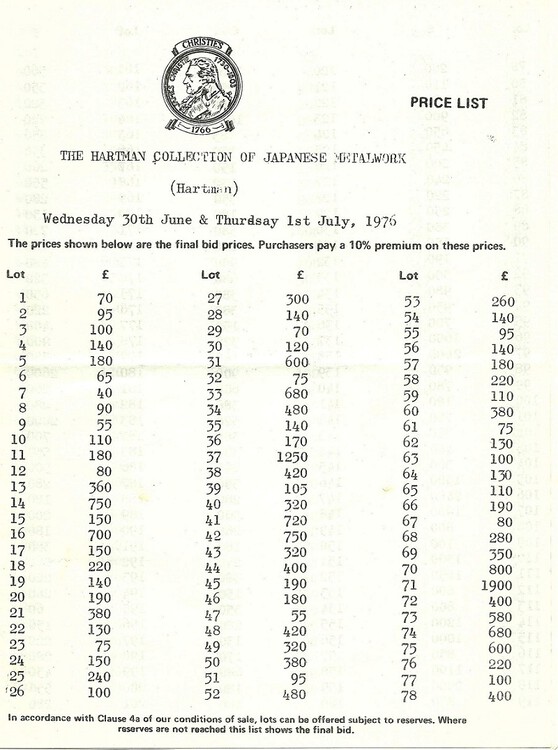 CHRISTIES
1766
PRICE LIST
THE HARTMAN COLLECTION OF JAPANESE METALWORK
(Hartman)
Wednesday 30th June & Thurdsay 1st July, 1976
The prices shown below are the final bid prices. Purchasers pay a 10% premium on these prices.
Lot £ Lot £ Lot £
1 70 27 300 53 260
2 95 28 140 54 140
3 100 29 70 55 95
4 140 30 120 56 140
5 180 31 600 57 180
6 65 32 75 58 220
7 40 33 680 59 110
8 90 34 480 60 380
9 55 35 140 61 75
10 110 36 170 62 130
11 180 37 1250 63 100
12 80 38 420 64 130
13 360 39 105 65 110
14 750 40 320 66 190
15 150 41 720 67 80
16 700 42 750 68 280
17 150 43 320 69 350
18 220 44 400 70 800
19 140 45 190 71 1900
20 190 46 180 72 400
21 380 47 55 73 580
22 130 48 420 74 680
23 75 49 320 75 600
24 150 50 380 76 220
25 240 51 95 77 100
26 100 52 480 78 400
In accordance with Clause 4a of our conditions of sale, lots can be offered subject to reserves. Where
reserves are not reached this list shows the final bid.